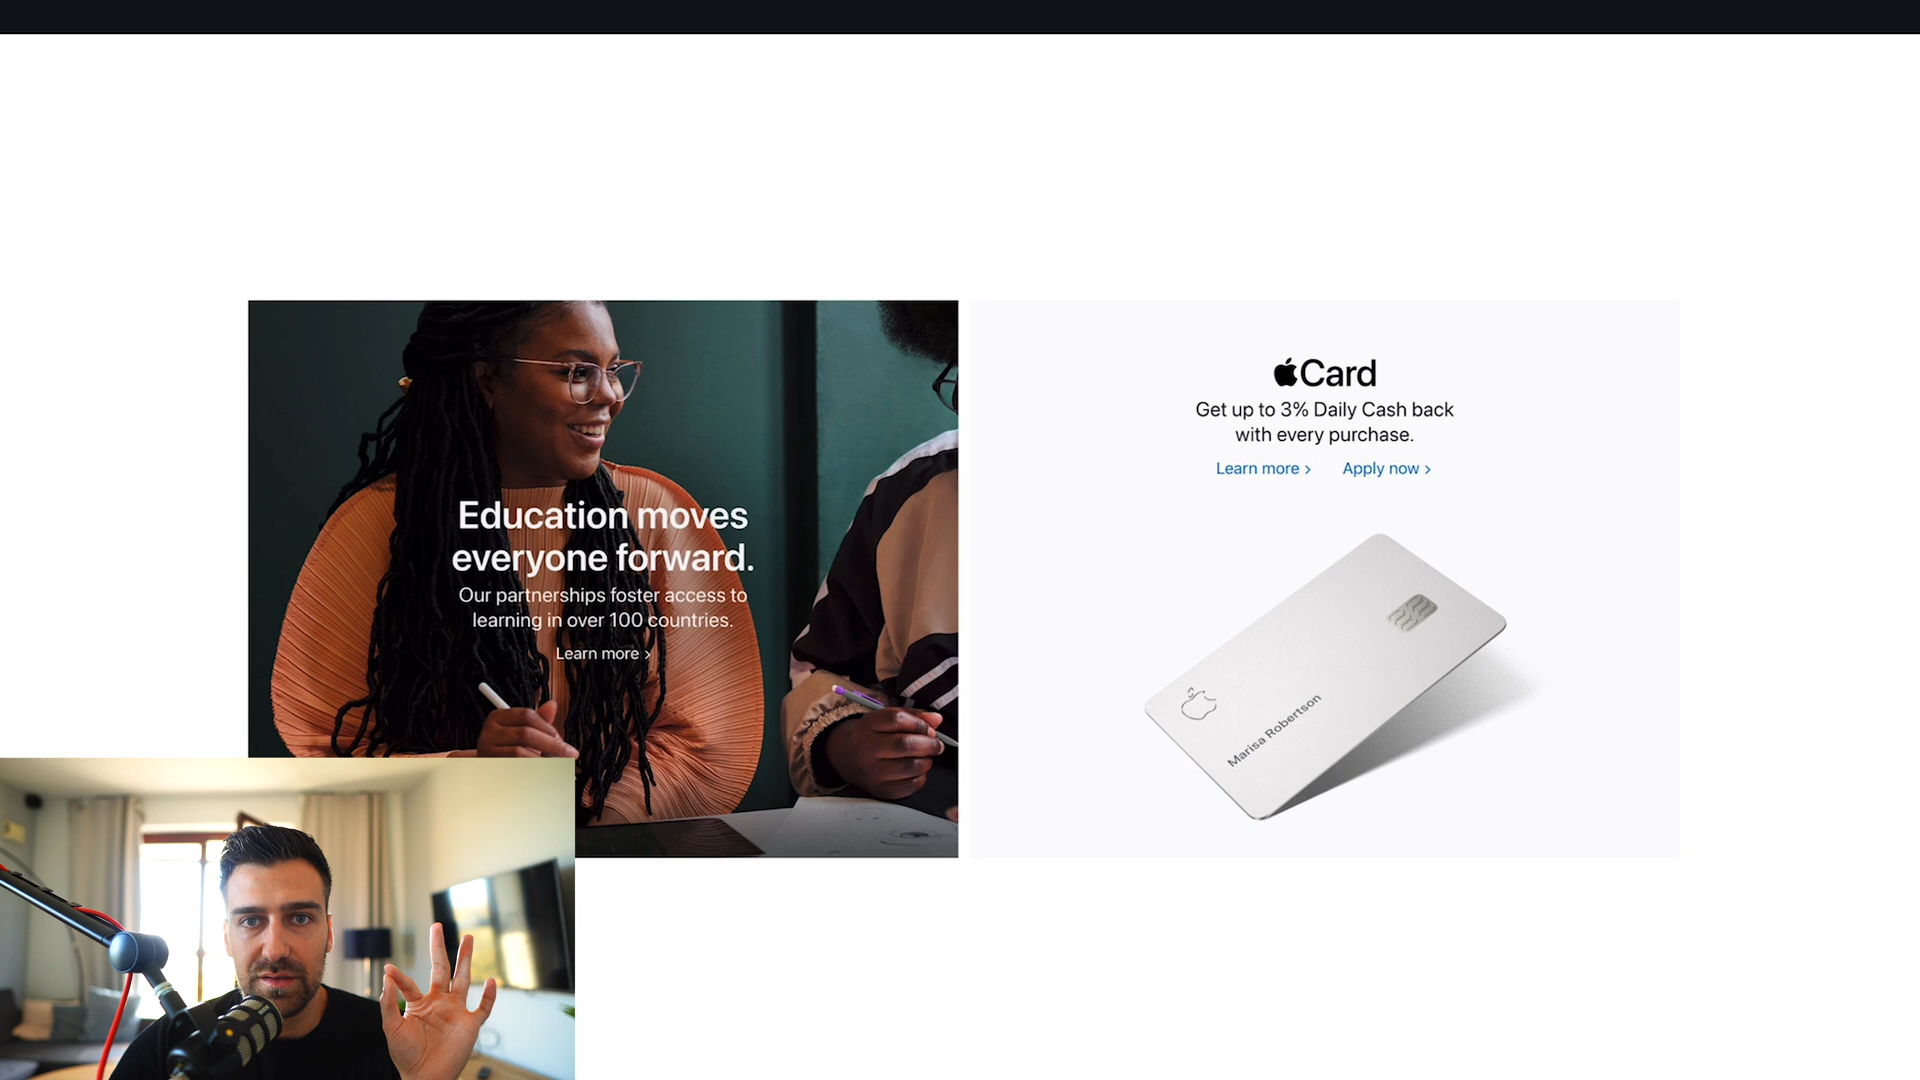 Education moves
everyone forward.
Our partnerships foster access to
learning in over 100 countries.
Learn more >
Card
Get up to 3% Daily Cash back
with every purchase.
Learn more > Apply now >
Marisa Robertson